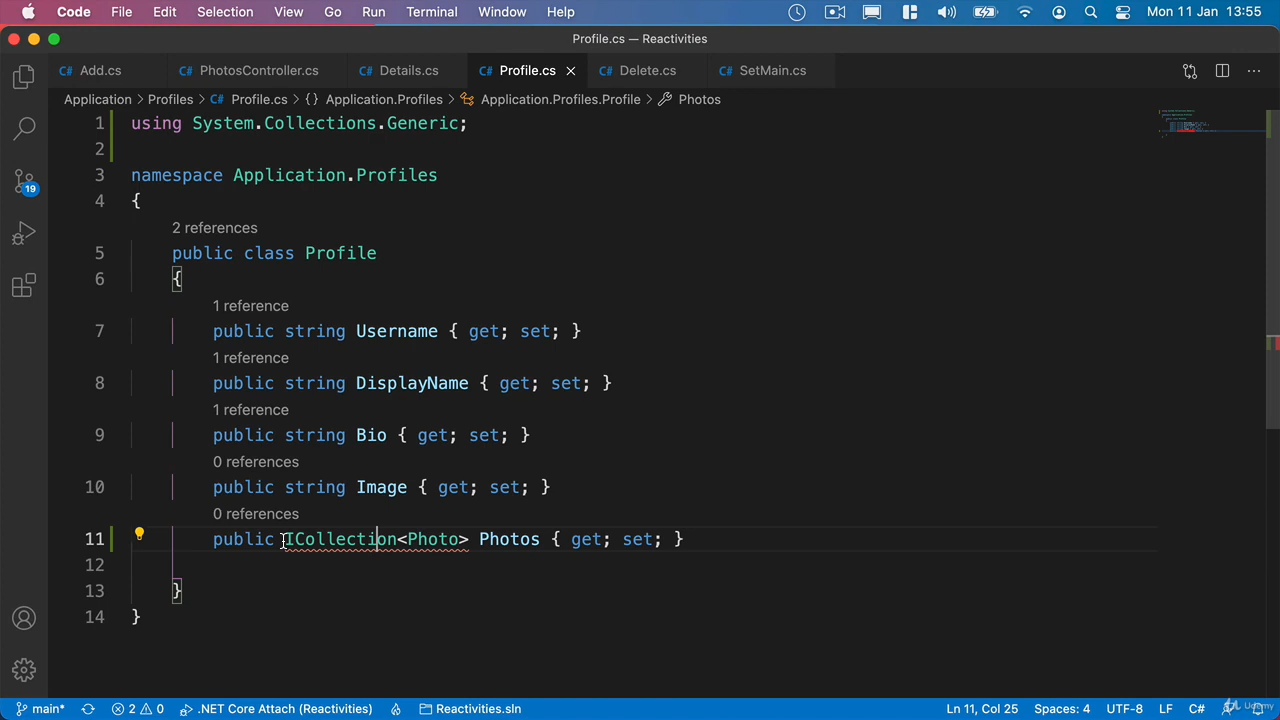 Code File Edit Selection View Go Run Terminal Window Help Mon 11 Jan 13:55
Profile.cs — Reactivities
C# Add.cs C# PhotosController.cs C# Details.cs C# Profile.cs C# Delete.cs C# SetMain.cs
Application > Profiles > C# Profile.cs > {} Application.Profiles > Application.Profiles.Profile > Photos
1 using System.Collections.Generic;
2
3 namespace Application.Profiles
4 {
2 references
5 public class Profile
6 {
1 reference
7 public string Username { get; set; }
1 reference
8 public string DisplayName { get; set; }
1 reference
9 public string Bio { get; set; }
0 references
10 public string Image { get; set; }
0 references
11 public ICollection<Photo> Photos { get; set; }
12
13 }
14 }
19
main* 2 0 .NET Core Attach (Reactivities) Reactivities.sln Ln 11, Col 25 Spaces: 4 UTF-8 LF C#
Udemy